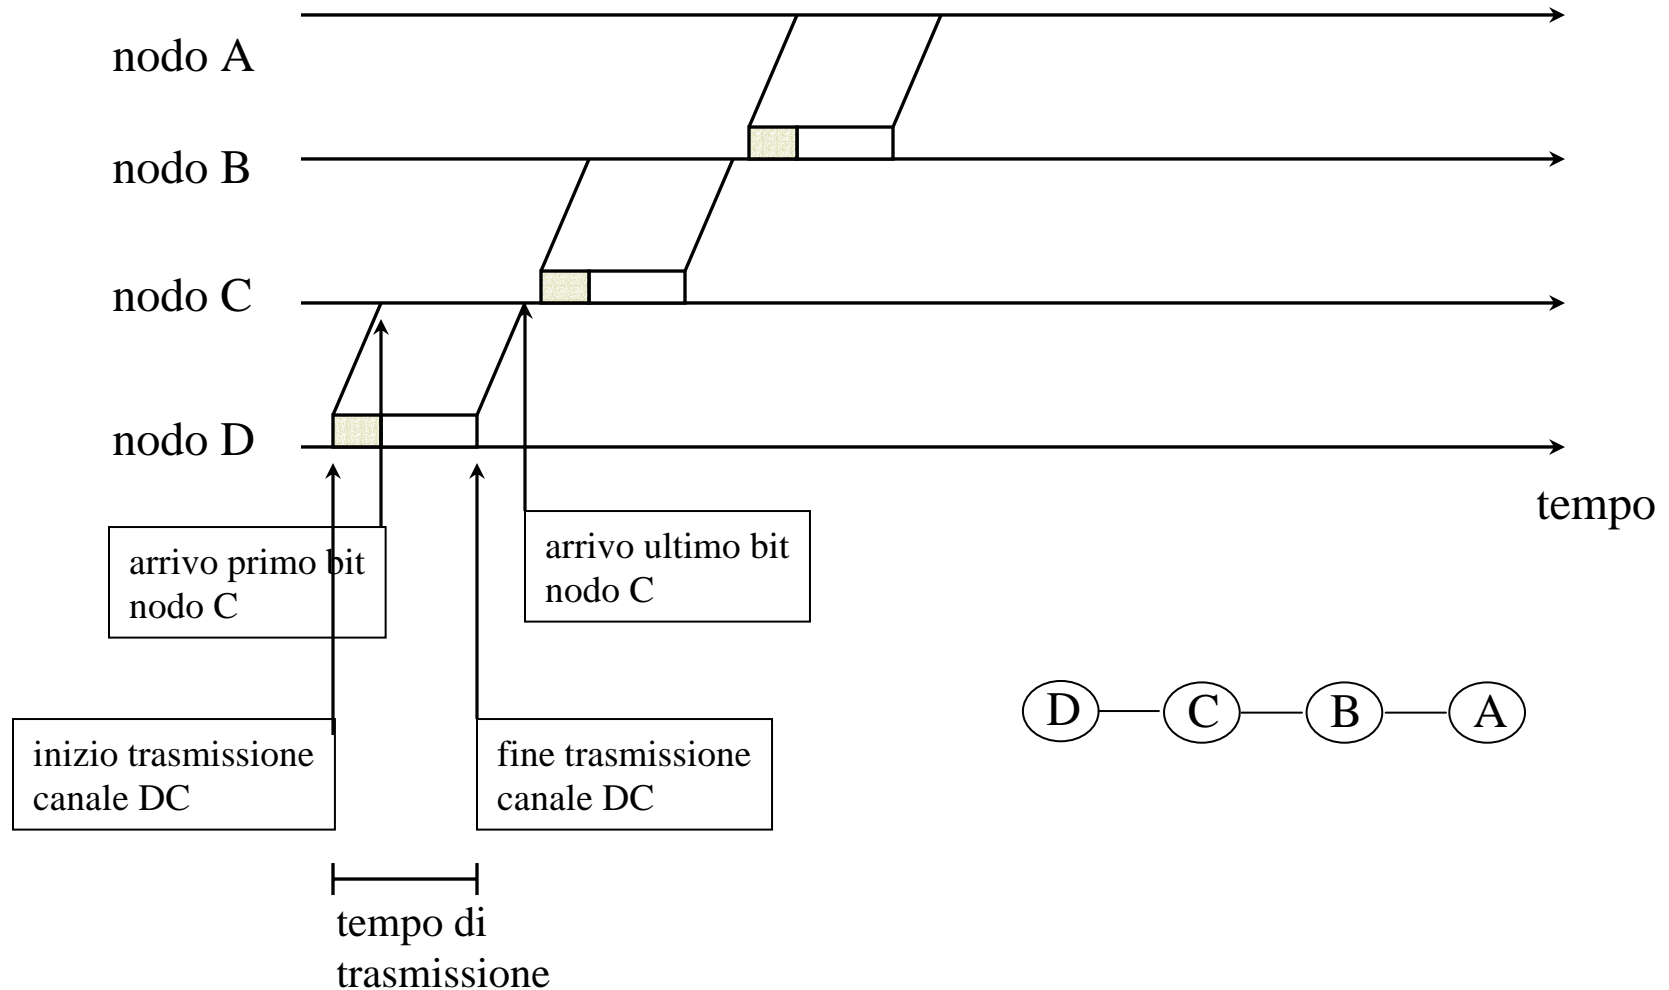 nodo A
nodo B
nodo C
nodo D
tempo
arrivo primo bit
nodo C
arrivo ultimo bit
nodo C
D C B A
inizio trasmissione
canale DC
fine trasmissione
canale DC
tempo di
trasmissione